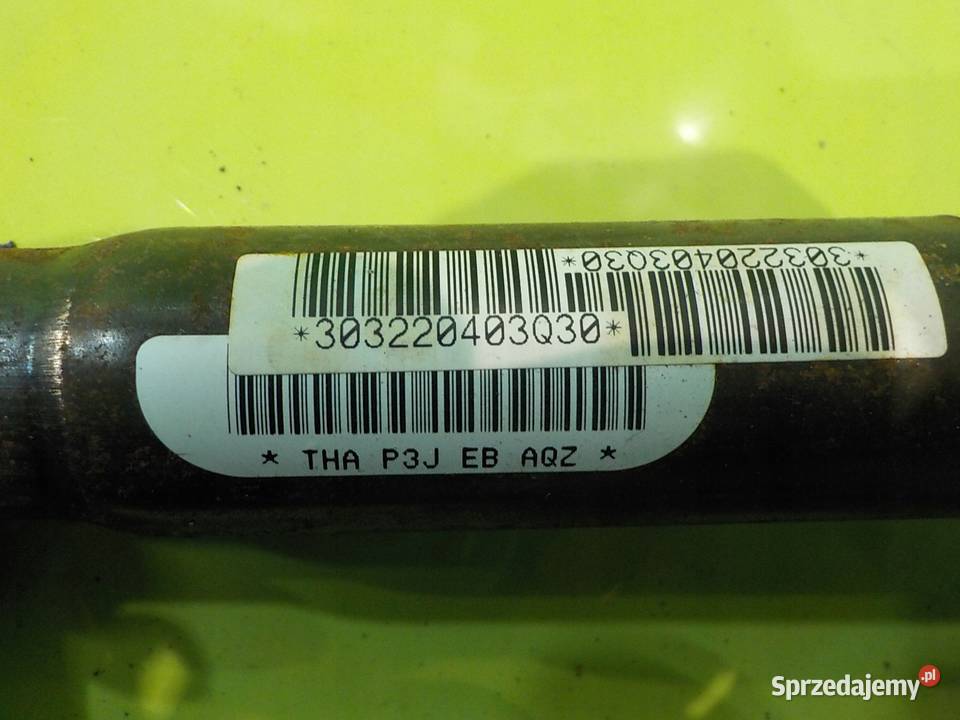 *303220403Q30*
*303220403Q30*
* THA P3J EB AQZ *
Sprzedajemy.pl